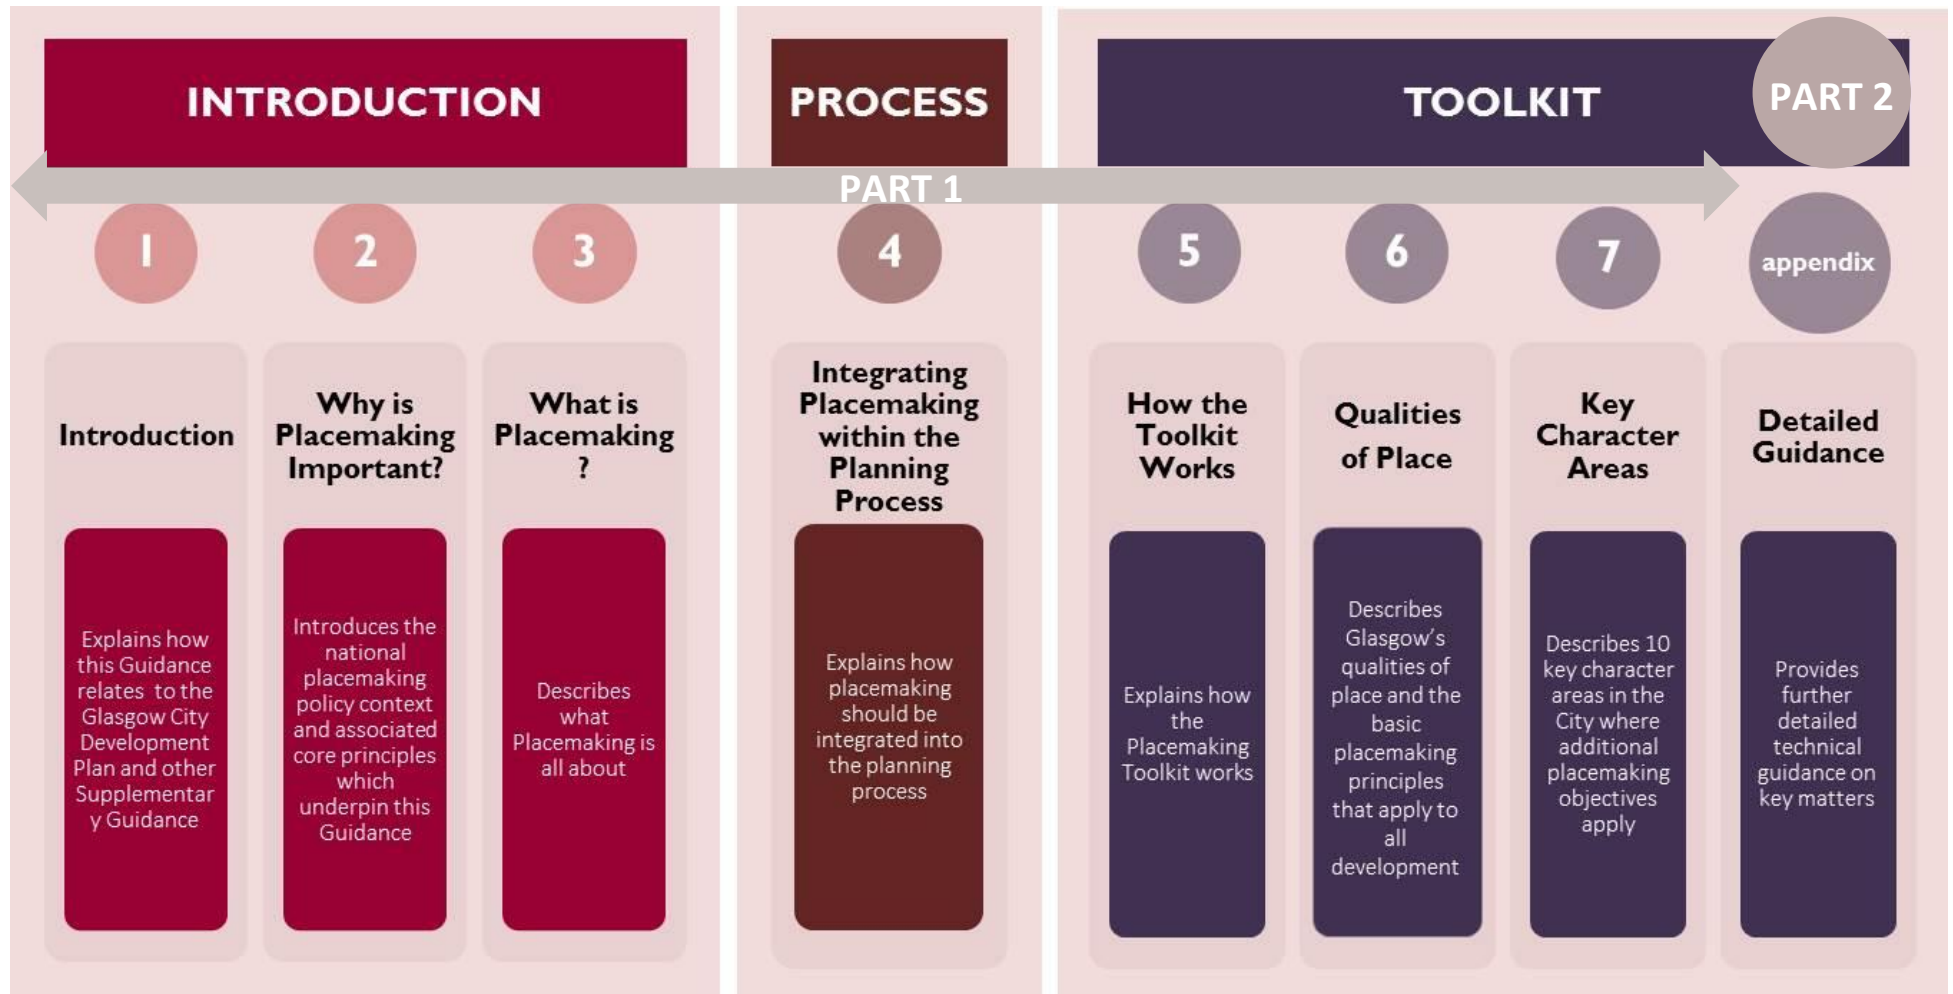 INTRODUCTION
PROCESS
TOOLKIT
PART 2
PART 1
1
2
3
4
5
6
7
appendix
Introduction
Why is
Placemaking
Important?
What is
Placemaking
?
Integrating
Placemaking
within the
Planning
Process
How the
Toolkit
Works
Qualities
of Place
Key
Character
Areas
Detailed
Guidance
Explains how
this Guidance
relates to the
Glasgow City
Development
Plan and other
Supplementar
y Guidance
Introduces the
national
placemaking
policy context
and associated
core principles
which
underpin this
Guidance
Describes
what
Placemaking is
all about
Explains how
placemaking
should be
integrated into
the planning
process
Explains how
the
Placemaking
Toolkit works
Describes
Glasgow’s
qualities of
place and the
basic
placemaking
principles
that apply to
all
development
Describes 10
key character
areas in the
City where
additional
placemaking
objectives
apply
Provides
further
detailed
technical
guidance on
key matters